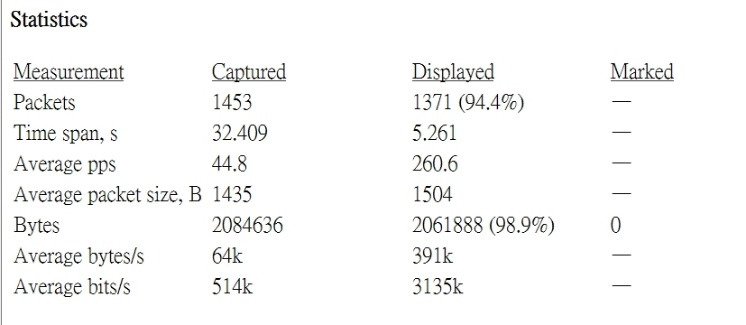 Statistics
Measurement Captured Displayed Marked
Packets 1453 1371 (94.4%) —
Time span, s 32.409 5.261 —
Average pps 44.8 260.6 —
Average packet size, B 1435 1504 —
Bytes 2084636 2061888 (98.9%) 0
Average bytes/s 64k 391k —
Average bits/s 514k 3135k —